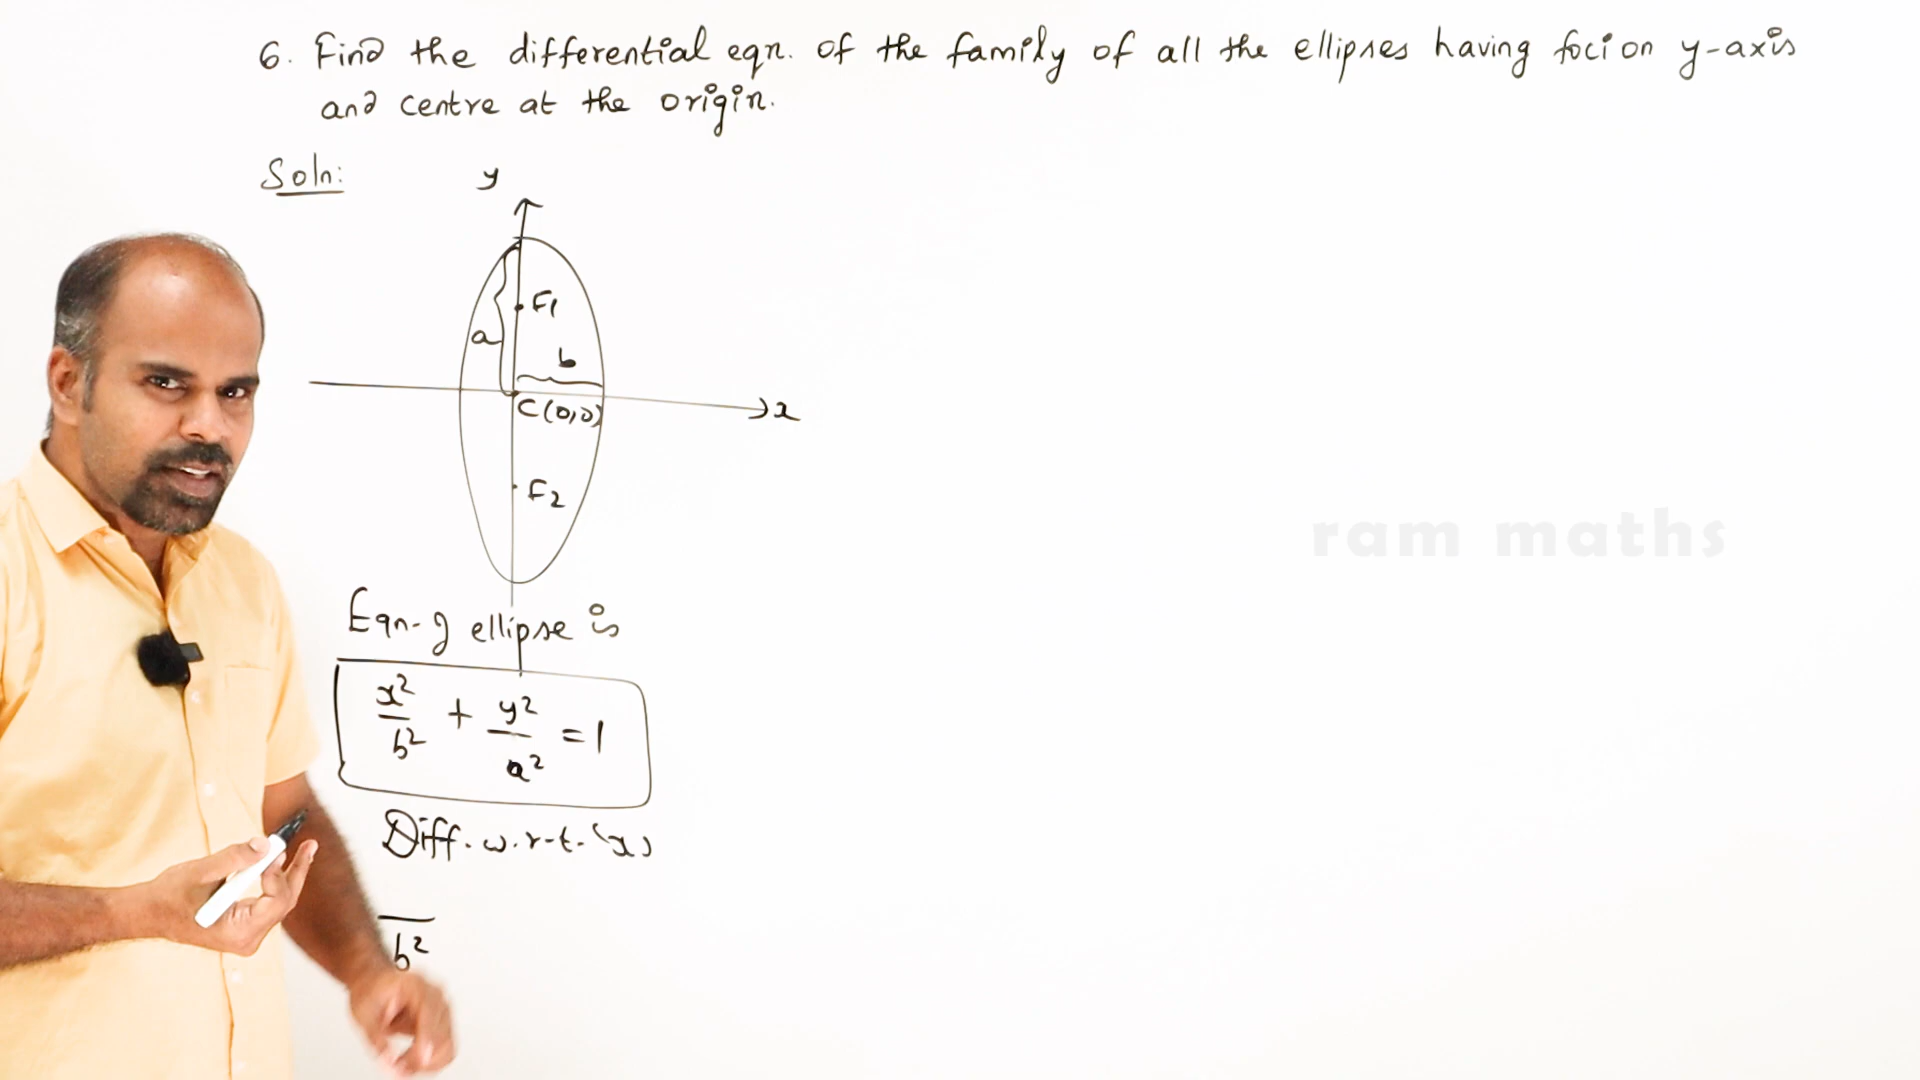 6. Find the differential eqn. of the family of all the ellipses having foci on y-axis
and centre at the origin.
Soln:
y
F1
a
b
C(0,0)
x
F2
Eqn. of ellipse is
x²/b² + y²/a² = 1
Diff. w.r.t. (x)
b²
ram maths